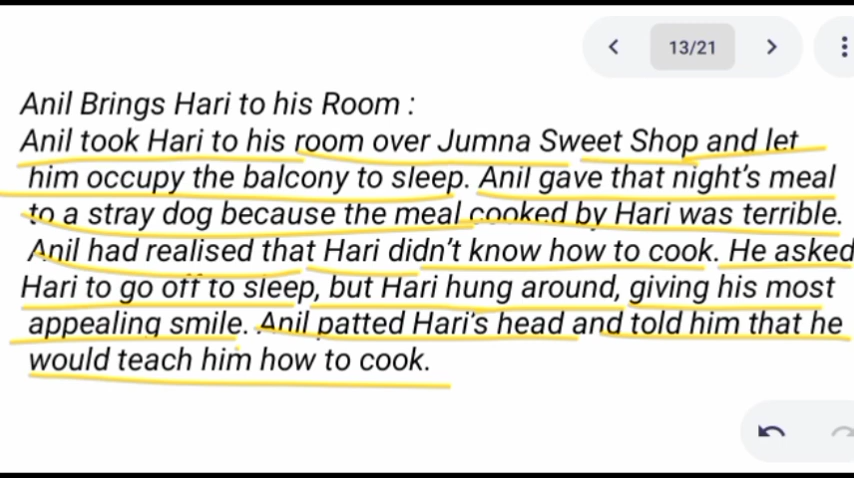 13/21
Anil Brings Hari to his Room :
Anil took Hari to his room over Jumna Sweet Shop and let
him occupy the balcony to sleep. Anil gave that night's meal
to a stray dog because the meal cooked by Hari was terrible.
Anil had realised that Hari didn't know how to cook. He asked
Hari to go off to sleep, but Hari hung around, giving his most
appealing smile. Anil patted Hari's head and told him that he
would teach him how to cook.